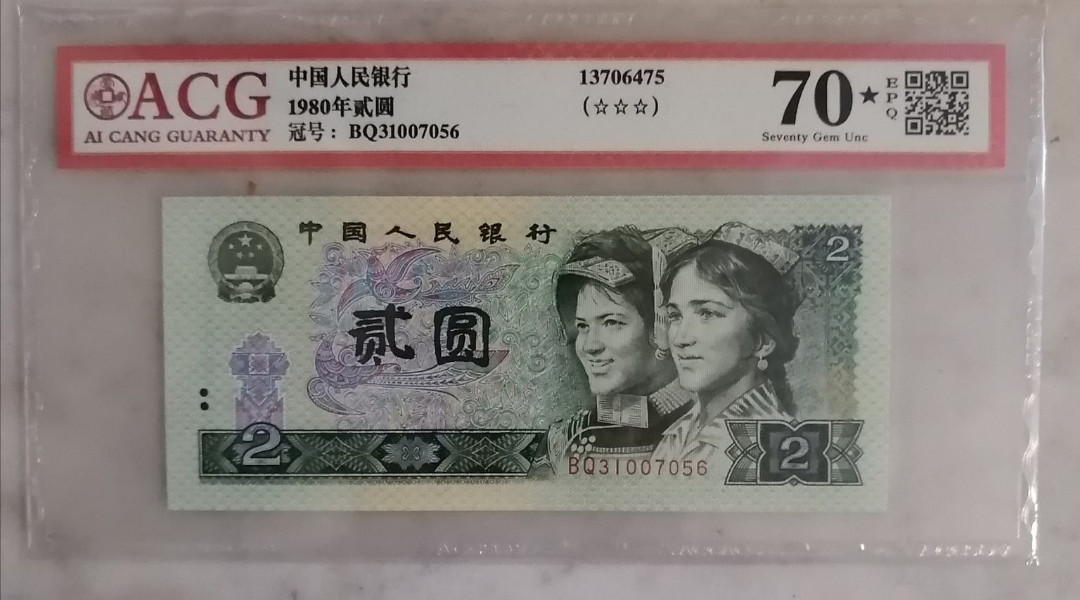 ACG
AI CANG GUARANTY
中国人民银行
1980年贰圆
冠号：BQ31007056
13706475
(☆☆☆)
70★
EPQ
Seventy Gem Unc
中国人民银行
2
贰圆
2
BQ31007056
2